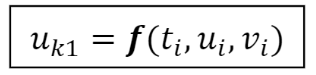 u_{k1} = f(t_i, u_i, v_i)